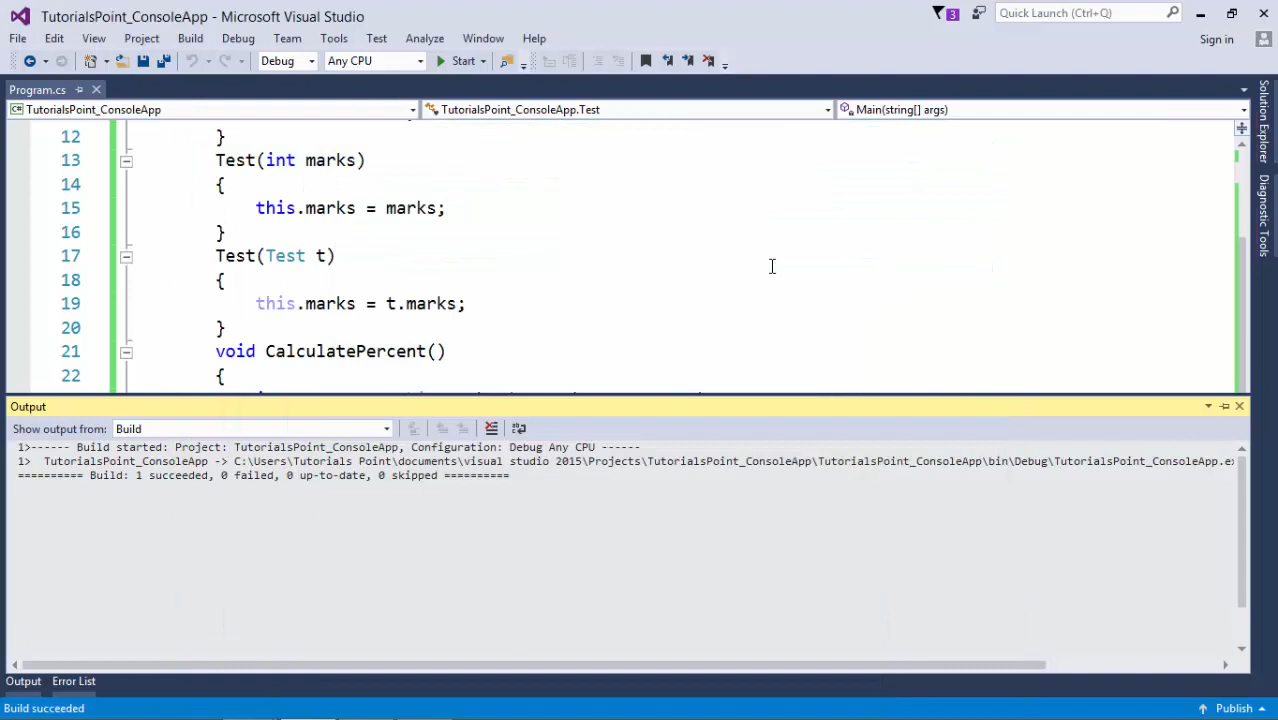 TutorialsPoint_ConsoleApp - Microsoft Visual Studio
3
Quick Launch (Ctrl+Q)
File Edit View Project Build Debug Team Tools Test Analyze Window Help
Sign in
Debug Any CPU Start
Program.cs
TutorialsPoint_ConsoleApp TutorialsPoint_ConsoleApp.Test Main(string[] args)
12 }
13 Test(int marks)
14 {
15 this.marks = marks;
16 }
17 Test(Test t)
18 {
19 this.marks = t.marks;
20 }
21 void CalculatePercent()
22 {
Output
Show output from: Build
1>------ Build started: Project: TutorialsPoint_ConsoleApp, Configuration: Debug Any CPU ------
1> TutorialsPoint_ConsoleApp -> C:\Users\Tutorials Point\documents\visual studio 2015\Projects\TutorialsPoint_ConsoleApp\TutorialsPoint_ConsoleApp\bin\Debug\TutorialsPoint_ConsoleApp.ex
========== Build: 1 succeeded, 0 failed, 0 up-to-date, 0 skipped ==========
Output Error List
Build succeeded
Publish
Solution Explorer
Diagnostic Tools